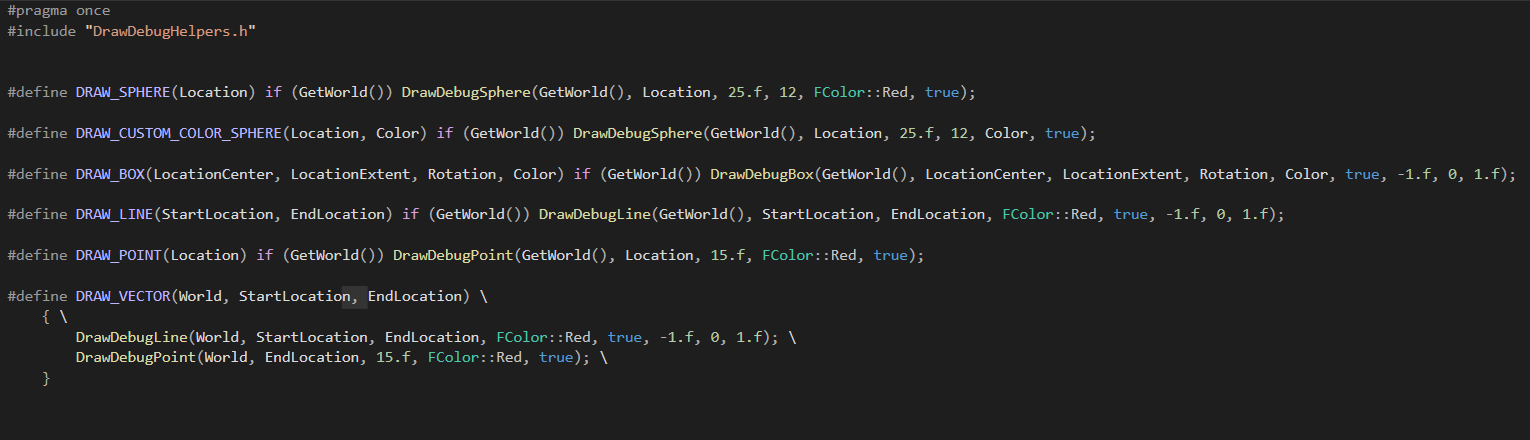 #pragma once
#include "DrawDebugHelpers.h"
#define DRAW_SPHERE(Location) if (GetWorld()) DrawDebugSphere(GetWorld(), Location, 25.f, 12, FColor::Red, true);
#define DRAW_CUSTOM_COLOR_SPHERE(Location, Color) if (GetWorld()) DrawDebugSphere(GetWorld(), Location, 25.f, 12, Color, true);
#define DRAW_BOX(LocationCenter, LocationExtent, Rotation, Color) if (GetWorld()) DrawDebugBox(GetWorld(), LocationCenter, LocationExtent, Rotation, Color, true, -1.f, 0, 1.f);
#define DRAW_LINE(StartLocation, EndLocation) if (GetWorld()) DrawDebugLine(GetWorld(), StartLocation, EndLocation, FColor::Red, true, -1.f, 0, 1.f);
#define DRAW_POINT(Location) if (GetWorld()) DrawDebugPoint(GetWorld(), Location, 15.f, FColor::Red, true);
#define DRAW_VECTOR(World, StartLocation, EndLocation) \
    { \
        DrawDebugLine(World, StartLocation, EndLocation, FColor::Red, true, -1.f, 0, 1.f); \
        DrawDebugPoint(World, EndLocation, 15.f, FColor::Red, true); \
    }